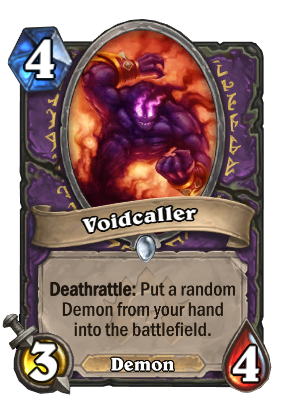 4
Voidcaller
Deathrattle: Put a random
Demon from your hand
into the battlefield.
3
Demon
4